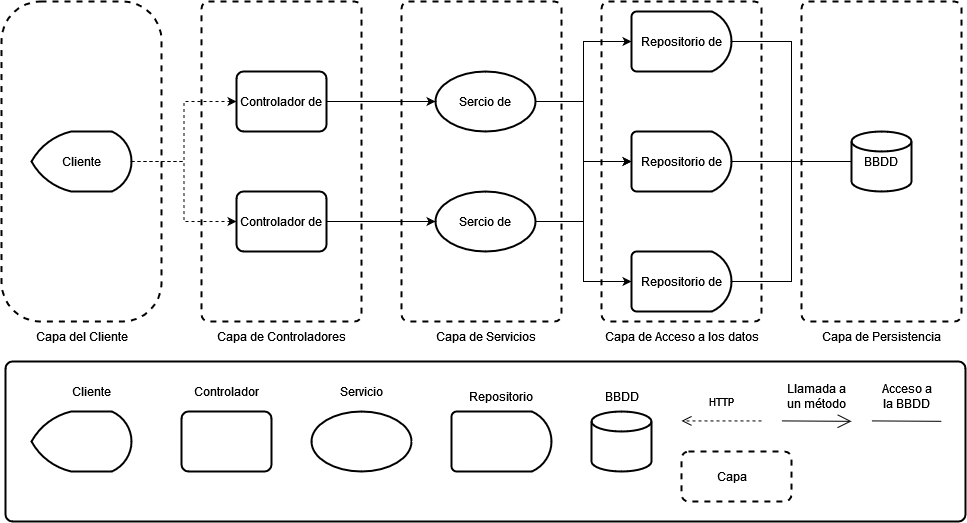 Repositorio de
Controlador de
Sercio de
Cliente
Repositorio de
BBDD
Controlador de
Sercio de
Repositorio de
Capa del Cliente
Capa de Controladores
Capa de Servicios
Capa de Acceso a los datos
Capa de Persistencia
Cliente
Controlador
Servicio
Repositorio
BBDD
HTTP
Llamada a
un método
Acceso a
la BBDD
Capa